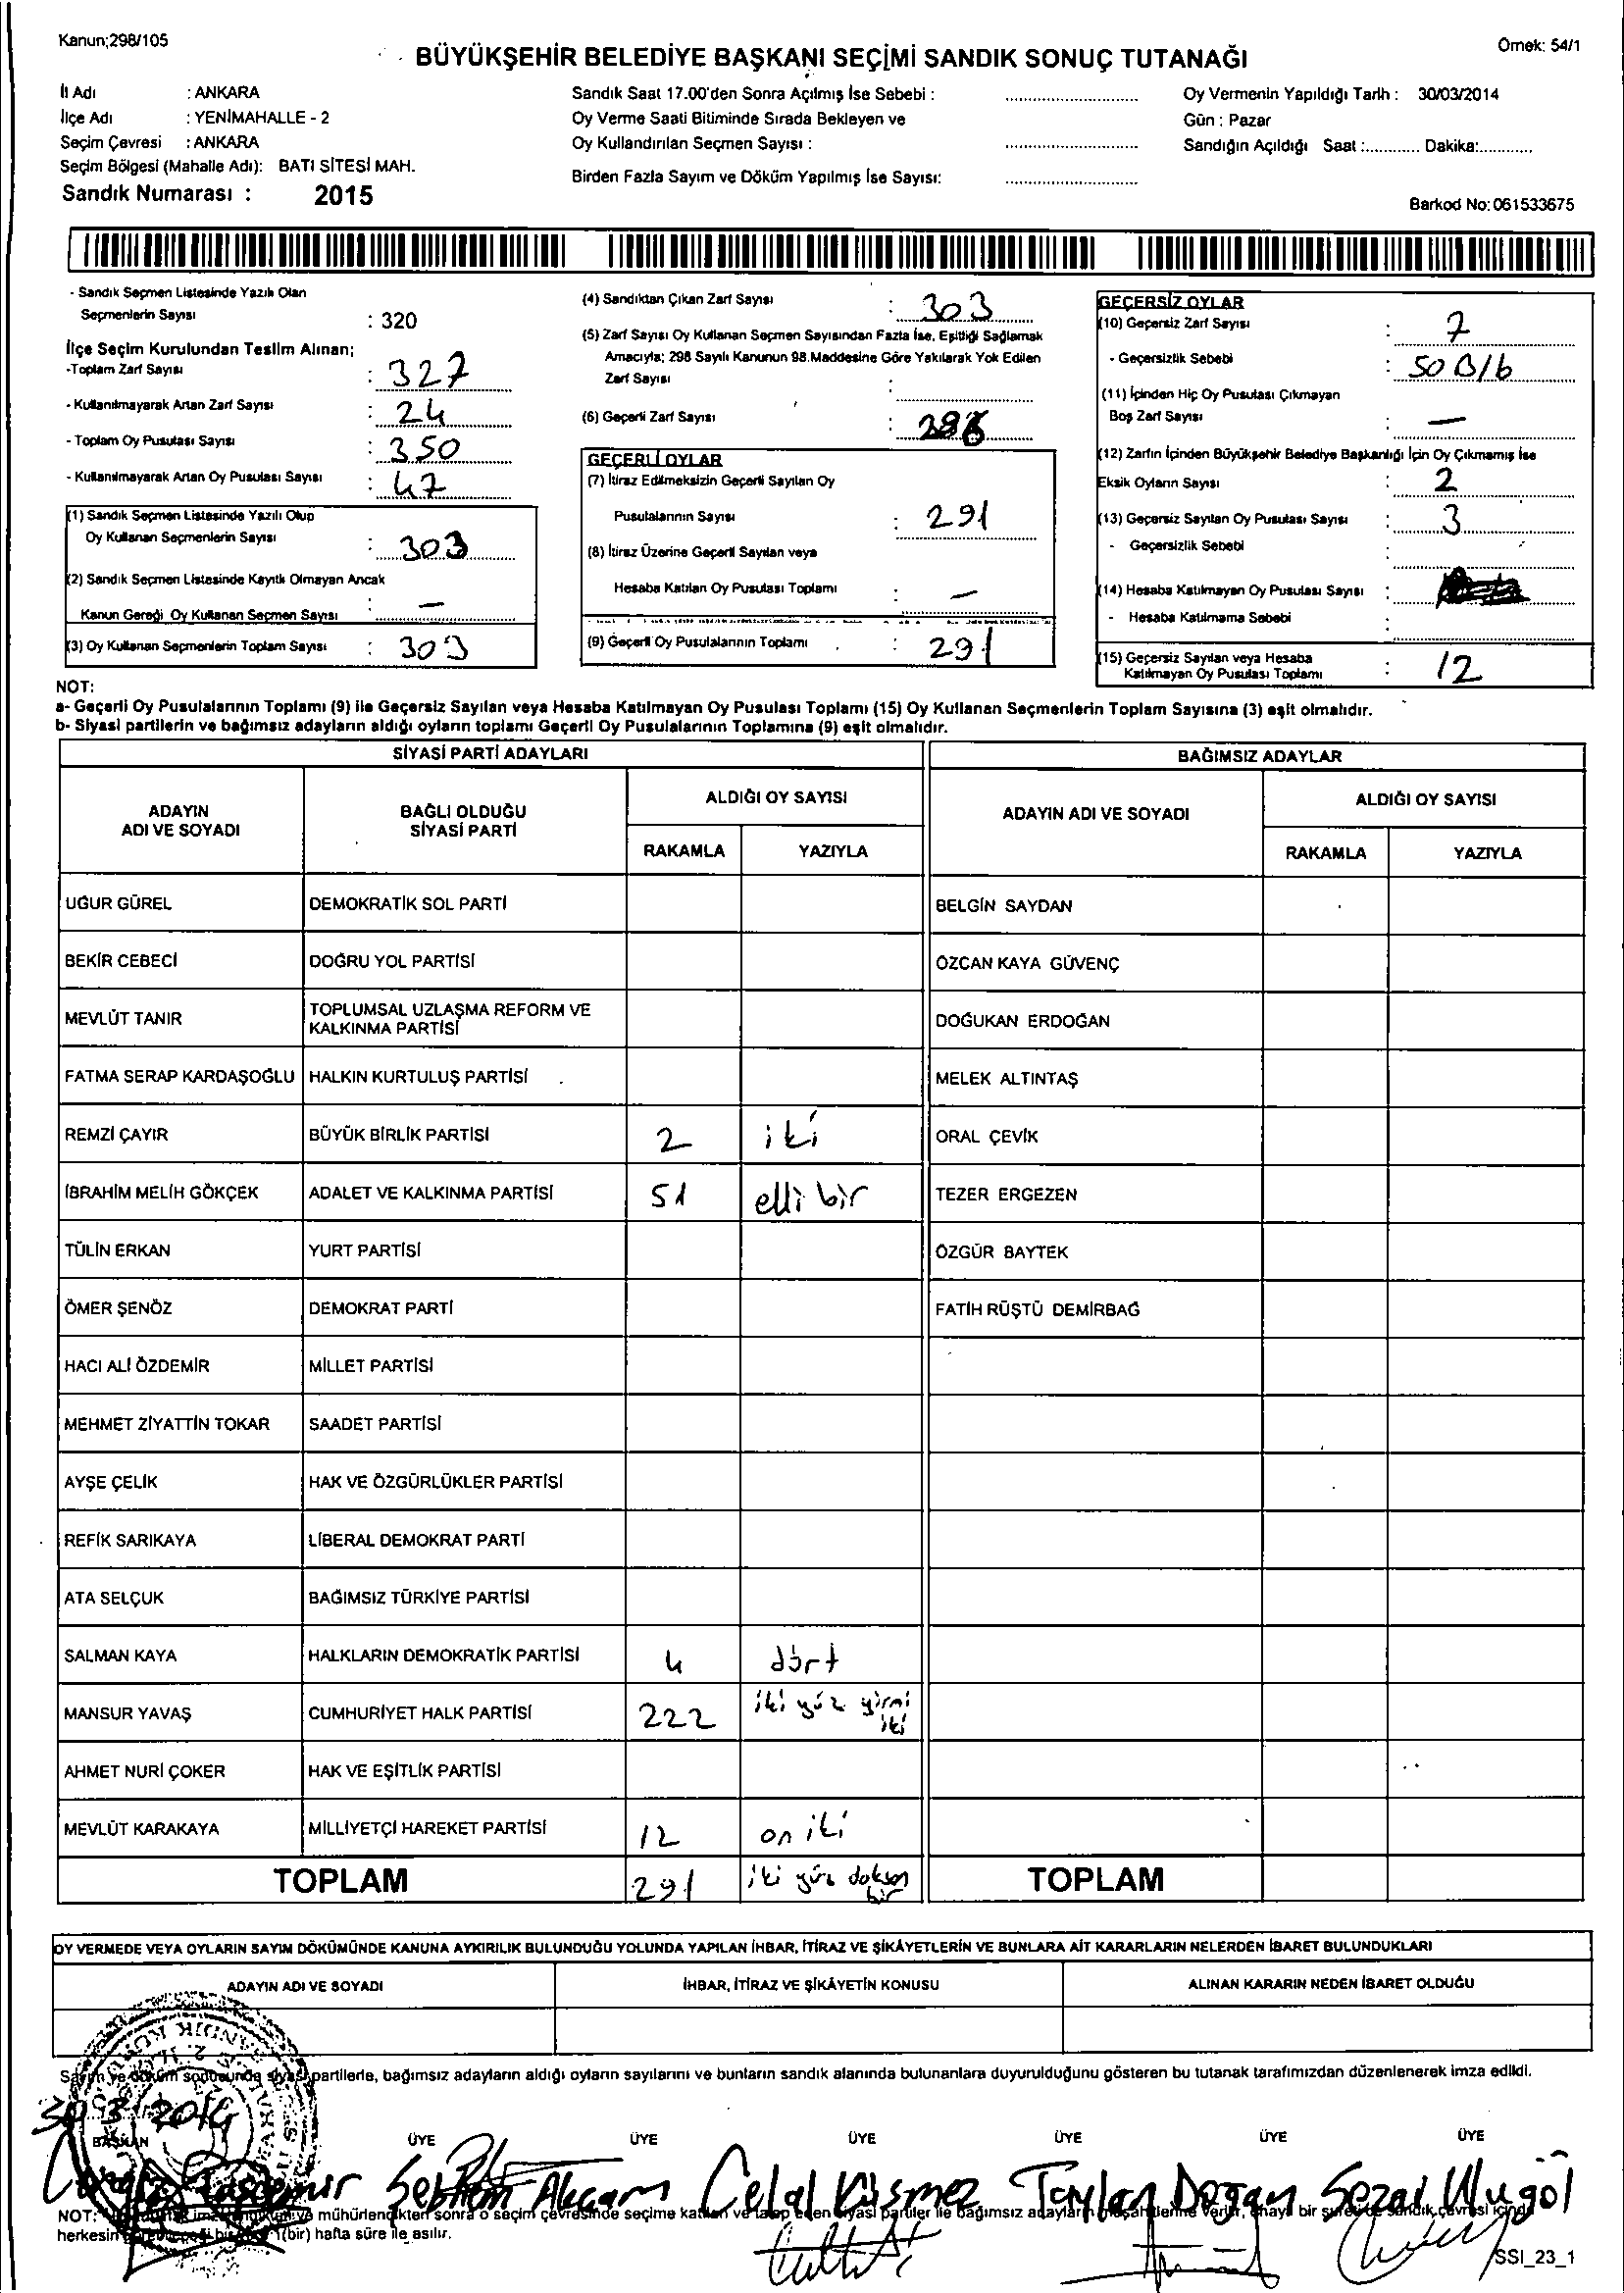 Kanun;298/105
BÜYÜKŞEHİR BELEDİYE BAŞKANI SEÇİMİ SANDIK SONUÇ TUTANAĞI
Örnek: 54/1
İl Adı : ANKARA
İlçe Adı : YENİMAHALLE - 2
Seçim Çevresi : ANKARA
Seçim Bölgesi (Mahalle Adı): BATI SİTESİ MAH.
Sandık Numarası : 2015
Sandık Saat 17.00'den Sonra Açılmış İse Sebebi :
Oy Verme Saati Bitiminde Sırada Bekleyen ve
Oy Kullandırılan Seçmen Sayısı :
Birden Fazla Sayım ve Döküm Yapılmış İse Sayısı:
Oy Vermenin Yapıldığı Tarih : 30/03/2014
Gün : Pazar
Sandığın Açıldığı Saat :............ Dakika:............
Barkod No: 061533675
- Sandık Seçmen Listesinde Yazılı Olan
Seçmenlerin Sayısı : 320
İlçe Seçim Kurulundan Teslim Alınan;
-Toplam Zarf Sayısı : 327
- Kullanılmayarak Artan Zarf Sayısı : 24
- Toplam Oy Pusulası Sayısı : 350
- Kullanılmayarak Artan Oy Pusulası Sayısı : 47
(1) Sandık Seçmen Listesinde Yazılı Olup
Oy Kullanan Seçmenlerin Sayısı : 303
(2) Sandık Seçmen Listesinde Kayıtlı Olmayan Ancak
Kanun Gereği Oy Kullanan Seçmen Sayısı : —
(3) Oy Kullanan Seçmenlerin Toplam Sayısı : 303
(4) Sandıktan Çıkan Zarf Sayısı : 303
(5) Zarf Sayısı Oy Kullanan Seçmen Sayısından Fazla İse, Eşitliği Sağlamak
Amacıyla; 298 Sayılı Kanunun 98.Maddesine Göre Yakılarak Yok Edilen
Zarf Sayısı :
(6) Geçerli Zarf Sayısı :
GEÇERLİ OYLAR
(7) İtiraz Edilmeksizin Geçerli Sayılan Oy
Pusulalarının Sayısı : 291
(8) İtiraz Üzerine Geçerli Sayılan veya
Hesaba Katılan Oy Pusulası Toplamı : —
(9) Geçerli Oy Pusulalarının Toplamı : 291
GEÇERSİZ OYLAR
(10) Geçersiz Zarf Sayısı : 7
- Geçersizlik Sebebi : 50 B/b
(11) İçinden Hiç Oy Pusulası Çıkmayan
Boş Zarf Sayısı : —
(12) Zarfın İçinden Büyükşehir Belediye Başkanlığı İçin Oy Çıkmamış İse
Eksik Oyların Sayısı : 2
(13) Geçersiz Sayılan Oy Pusulası Sayısı : 3
- Geçersizlik Sebebi :
(14) Hesaba Katılmayan Oy Pusulası Sayısı :
- Hesaba Katılmama Sebebi :
(15) Geçersiz Sayılan veya Hesaba
Katılmayan Oy Pusulası Toplamı : 12
NOT:
a- Geçerli Oy Pusulalarının Toplamı (9) ile Geçersiz Sayılan veya Hesaba Katılmayan Oy Pusulası Toplamı (15) Oy Kullanan Seçmenlerin Toplam Sayısına (3) eşit olmalıdır.
b- Siyasi partilerin ve bağımsız adayların aldığı oyların toplamı Geçerli Oy Pusulalarının Toplamına (9) eşit olmalıdır.
SİYASİ PARTİ ADAYLARI
BAĞIMSIZ ADAYLAR
ADAYIN ADI VE SOYADI
BAĞLI OLDUĞU SİYASİ PARTİ
ALDIĞI OY SAYISI
RAKAMLA YAZIYLA
ADAYIN ADI VE SOYADI
ALDIĞI OY SAYISI
RAKAMLA YAZIYLA
UĞUR GÜREL DEMOKRATİK SOL PARTİ BELGİN SAYDAN
BEKİR CEBECİ DOĞRU YOL PARTİSİ ÖZCAN KAYA GÜVENÇ
MEVLÜT TANIR TOPLUMSAL UZLAŞMA REFORM VE KALKINMA PARTİSİ DOĞUKAN ERDOĞAN
FATMA SERAP KARDAŞOĞLU HALKIN KURTULUŞ PARTİSİ MELEK ALTINTAŞ
REMZİ ÇAYIR BÜYÜK BİRLİK PARTİSİ 2 iki ORAL ÇEVİK
İBRAHİM MELİH GÖKÇEK ADALET VE KALKINMA PARTİSİ 51 elli bir TEZER ERGEZEN
TÜLİN ERKAN YURT PARTİSİ ÖZGÜR BAYTEK
ÖMER ŞENÖZ DEMOKRAT PARTİ FATİH RÜŞTÜ DEMİRBAĞ
HACI ALİ ÖZDEMİR MİLLET PARTİSİ
MEHMET ZİYATTİN TOKAR SAADET PARTİSİ
AYŞE ÇELİK HAK VE ÖZGÜRLÜKLER PARTİSİ
REFİK SARIKAYA LİBERAL DEMOKRAT PARTİ
ATA SELÇUK BAĞIMSIZ TÜRKİYE PARTİSİ
SALMAN KAYA HALKLARIN DEMOKRATİK PARTİSİ 4 dört
MANSUR YAVAŞ CUMHURİYET HALK PARTİSİ 222 iki yüz yirmi iki
AHMET NURİ ÇOKER HAK VE EŞİTLİK PARTİSİ
MEVLÜT KARAKAYA MİLLİYETÇİ HAREKET PARTİSİ 12 on iki
TOPLAM 291 iki yüz doksan bir TOPLAM
OY VERMEDE VEYA OYLARIN SAYIM DÖKÜMÜNDE KANUNA AYKIRILIK BULUNDUĞU YOLUNDA YAPILAN İHBAR, İTİRAZ VE ŞİKÂYETLERİN VE BUNLARA AİT KARARLARIN NELERDEN İBARET BULUNDUKLARI
ADAYIN ADI VE SOYADI İHBAR, İTİRAZ VE ŞİKÂYETİN KONUSU ALINAN KARARIN NEDEN İBARET OLDUĞU
Sayım ve döküm sonucunda siyasi partilerle, bağımsız adayların aldığı oyların sayılarını ve bunların sandık alanında bulunanlara duyurulduğunu gösteren bu tutanak tarafımızdan düzenlenerek imza edildi.
30/3/2014
BAŞKAN ÜYE ÜYE ÜYE ÜYE ÜYE ÜYE
Akçam Celal Küsmez Taylan Dogan Sezai Ulugöl
NOT: mühürlendikten sonra o seçim çevresinde seçime katılan ve talep eden siyasi partiler ile bağımsız adayların bir sandık çevresi içinde
herkesin 1(bir) hafta süre ile asılır.
SSI_23_1